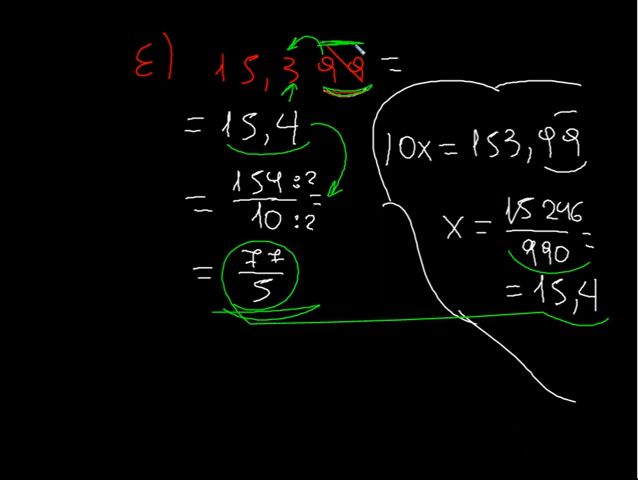 ε) 15,399 =
= 15,4
= 154:2 / 10:2 =
= 77/5
10x = 153,99
x = 15246/990 =
= 15,4